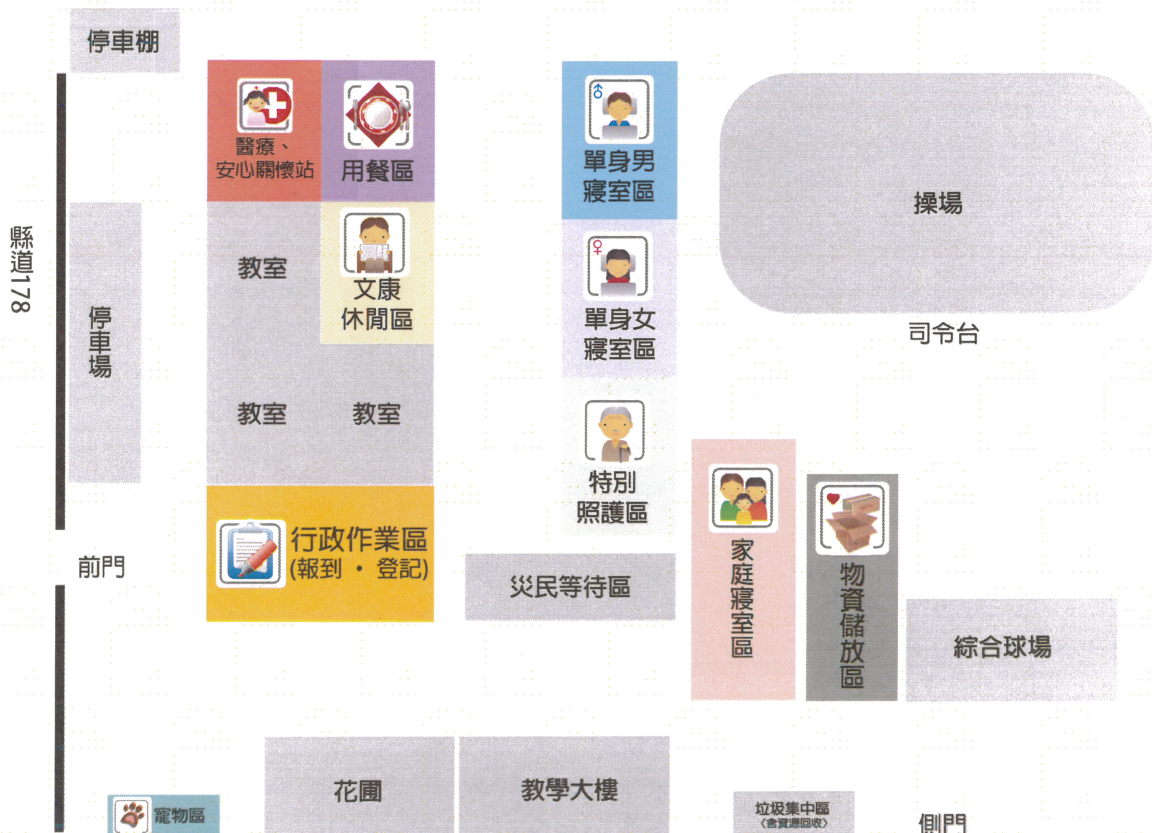 停車棚
醫療、
安心關懷站
用餐區
單身男
寢室區
操場
縣道178
停車場
教室
文康
休閒區
單身女
寢室區
司令台
教室
教室
特別
照護區
前門
行政作業區
(報到 · 登記)
災民等待區
家庭寢室區
物資儲放區
綜合球場
寵物區
花圃
教學大樓
垃圾集中區
〈含資源回收〉
側門